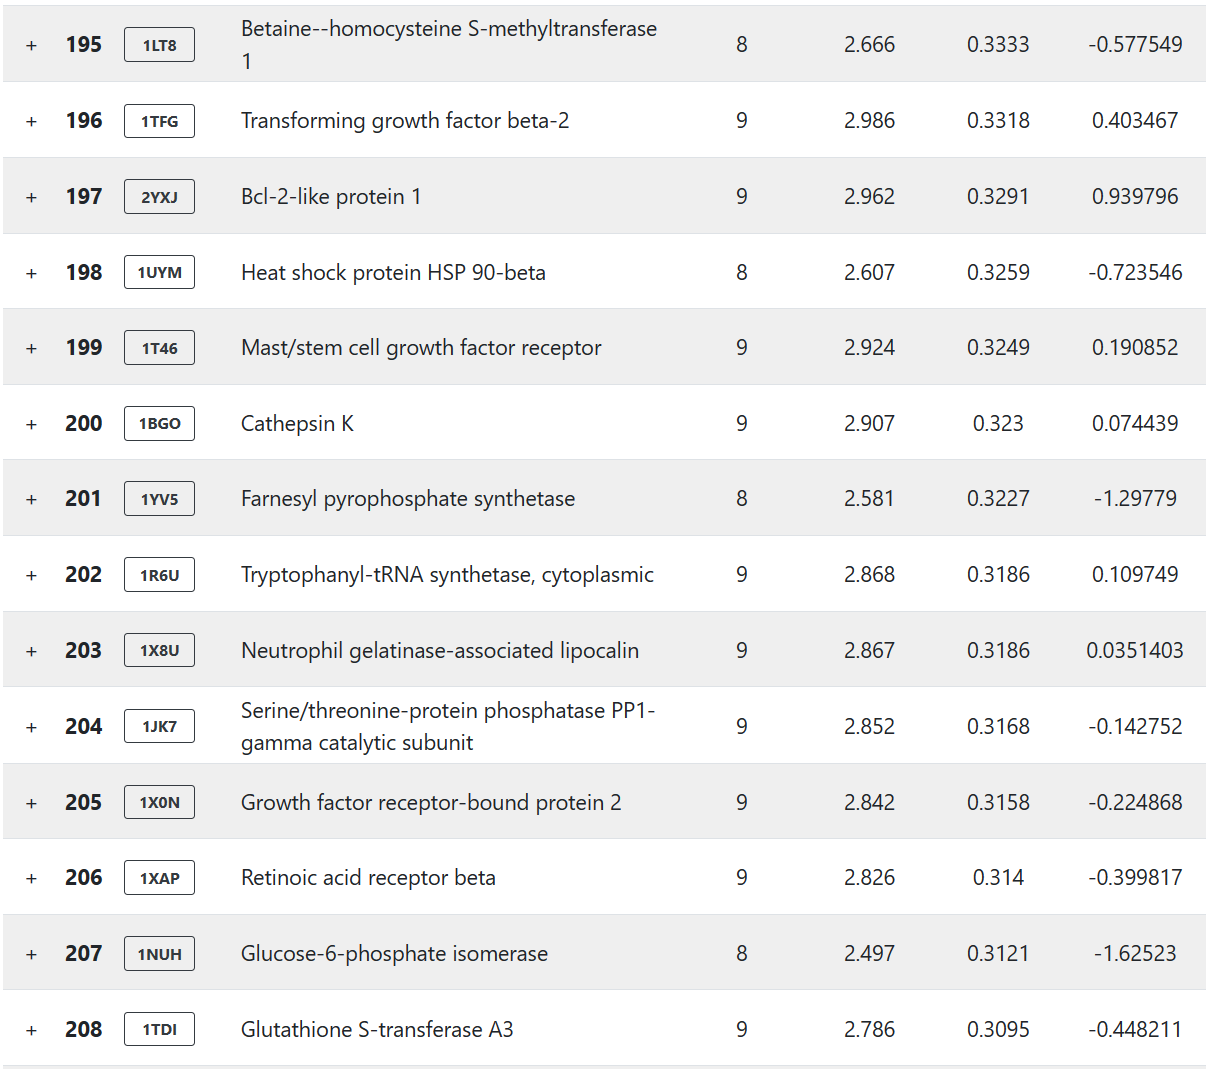 + 195 1LT8 Betaine--homocysteine S-methyltransferase 8 2.666 0.3333 -0.577549
1
+ 196 1TFG Transforming growth factor beta-2 9 2.986 0.3318 0.403467
+ 197 2YXJ Bcl-2-like protein 1 9 2.962 0.3291 0.939796
+ 198 1UYM Heat shock protein HSP 90-beta 8 2.607 0.3259 -0.723546
+ 199 1T46 Mast/stem cell growth factor receptor 9 2.924 0.3249 0.190852
+ 200 1BGO Cathepsin K 9 2.907 0.323 0.074439
+ 201 1YV5 Farnesyl pyrophosphate synthetase 8 2.581 0.3227 -1.29779
+ 202 1R6U Tryptophanyl-tRNA synthetase, cytoplasmic 9 2.868 0.3186 0.109749
+ 203 1X8U Neutrophil gelatinase-associated lipocalin 9 2.867 0.3186 0.0351403
+ 204 1JK7 Serine/threonine-protein phosphatase PP1- 9 2.852 0.3168 -0.142752
gamma catalytic subunit
+ 205 1X0N Growth factor receptor-bound protein 2 9 2.842 0.3158 -0.224868
+ 206 1XAP Retinoic acid receptor beta 9 2.826 0.314 -0.399817
+ 207 1NUH Glucose-6-phosphate isomerase 8 2.497 0.3121 -1.62523
+ 208 1TDI Glutathione S-transferase A3 9 2.786 0.3095 -0.448211